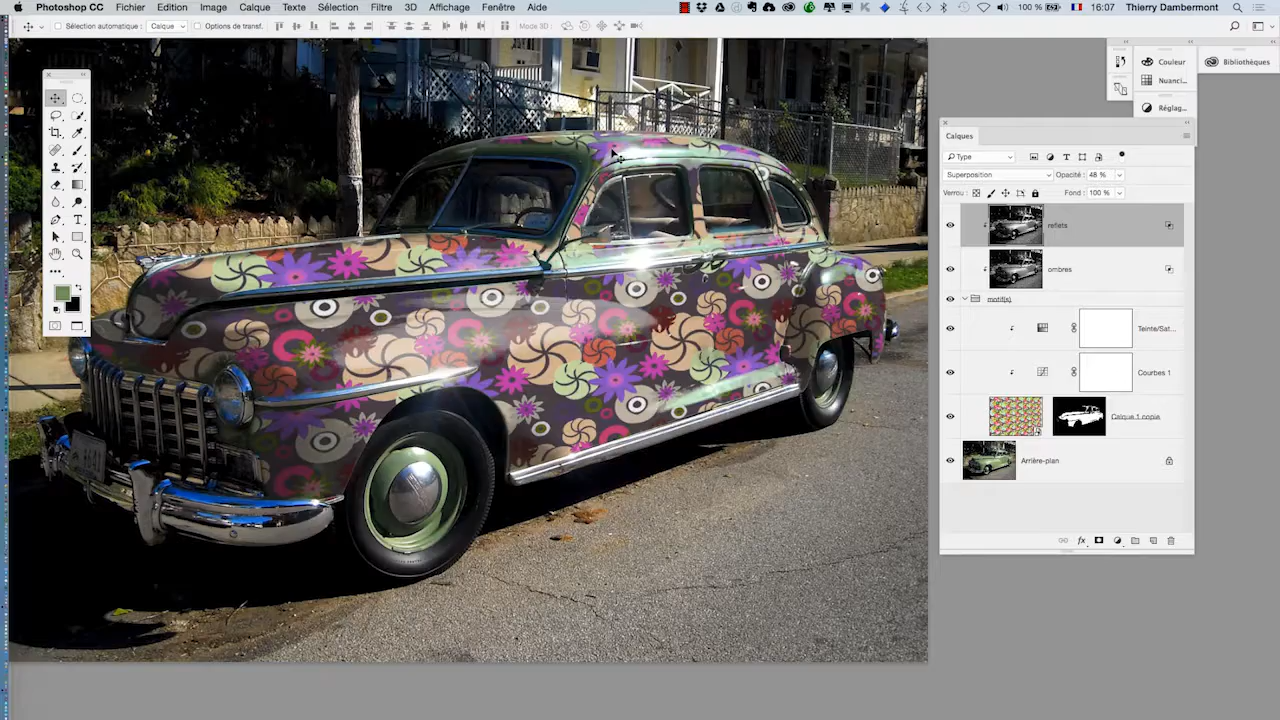 Photoshop CC Fichier Edition Image Calque Texte Sélection Filtre 3D Affichage Fenêtre Aide 100 % 16:07 Thierry Dambermont
Sélection automatique : Calque Options de transf. Mode 3D :
Couleur
Bibliothèques
Nuanci...
Réglag...
Calques
Type
Superposition Opacité : 48 %
Verrou : Fond : 100 %
reflets
ombres
motif(s)
Teinte/Sat...
Courbes 1
Calque 1 copie
Arrière-plan
fx